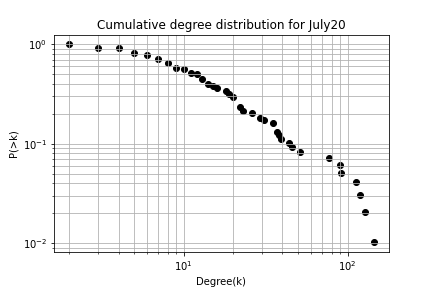 Cumulative degree distribution for July20
10⁰
10⁻¹
10⁻²
P(>k)
10¹
10²
Degree(k)